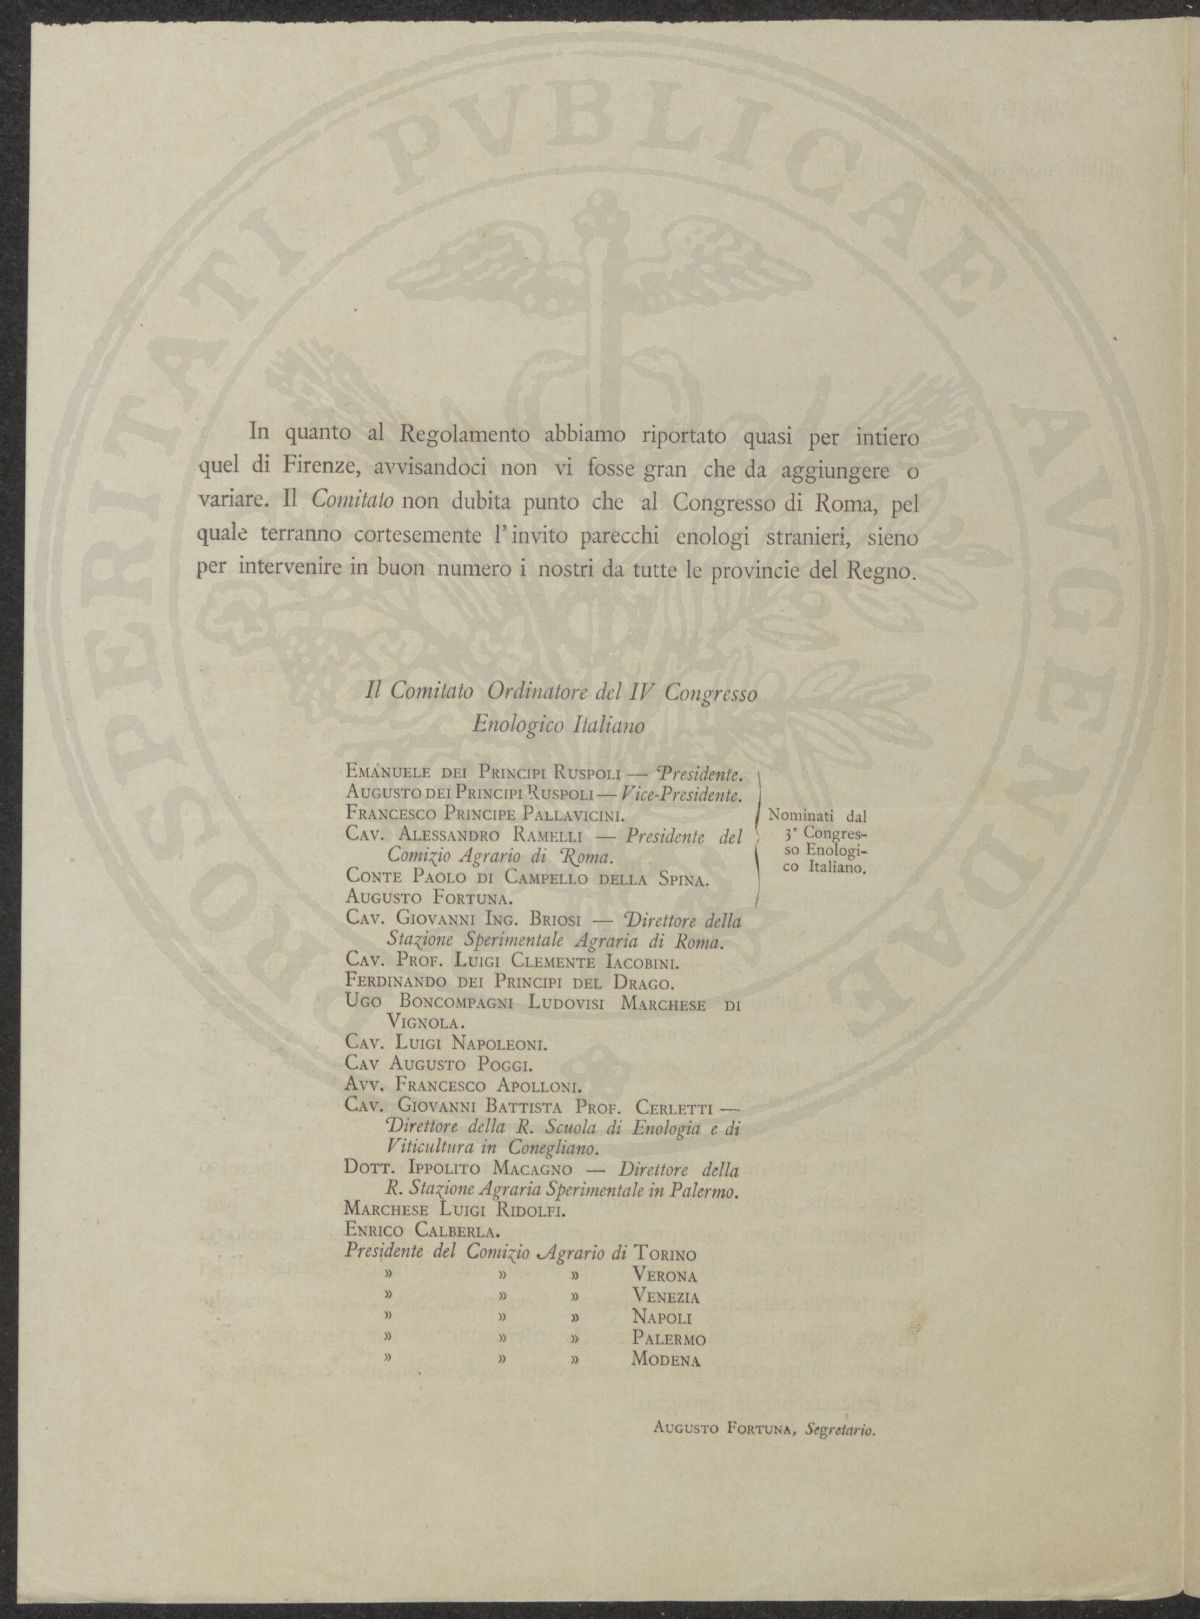 PROSPERITATI PVBLICAE AVGENDAE
In quanto al Regolamento abbiamo riportato quasi per intiero
quel di Firenze, avvisandoci non vi fosse gran che da aggiungere o
variare. Il Comitato non dubita punto che al Congresso di Roma, pel
quale terranno cortesemente l'invito parecchi enologi stranieri, sieno
per intervenire in buon numero i nostri da tutte le provincie del Regno.
Il Comitato Ordinatore del IV Congresso
Enologico Italiano
EMANUELE DEI PRINCIPI RUSPOLI — Presidente.
AUGUSTO DEI PRINCIPI RUSPOLI — Vice-Presidente.
FRANCESCO PRINCIPE PALLAVICINI.
CAV. ALESSANDRO RAMELLI — Presidente del
Comizio Agrario di Roma.
CONTE PAOLO DI CAMPELLO DELLA SPINA.
AUGUSTO FORTUNA.
Nominati dal
3° Congres-
so Enologi-
co Italiano.
CAV. GIOVANNI ING. BRIOSI — Direttore della
Stazione Sperimentale Agraria di Roma.
CAV. PROF. LUIGI CLEMENTE IACOBINI.
FERDINANDO DEI PRINCIPI DEL DRAGO.
UGO BONCOMPAGNI LUDOVISI MARCHESE DI
VIGNOLA.
CAV. LUIGI NAPOLEONI.
CAV AUGUSTO POGGI.
AVV. FRANCESCO APOLLONI.
CAV. GIOVANNI BATTISTA PROF. CERLETTI —
Direttore della R. Scuola di Enologia e di
Viticultura in Conegliano.
DOTT. IPPOLITO MACAGNO — Direttore della
R. Stazione Agraria Sperimentale in Palermo.
MARCHESE LUIGI RIDOLFI.
ENRICO CALBERLA.
Presidente del Comizio Agrario di TORINO
» » » VERONA
» » » VENEZIA
» » » NAPOLI
» » » PALERMO
» » » MODENA
AUGUSTO FORTUNA, Segretario.